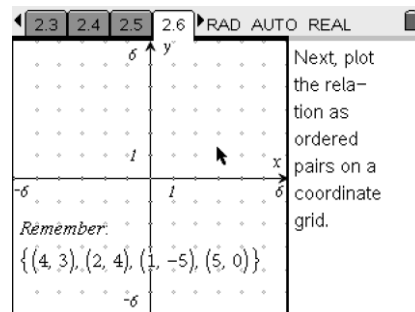 2.3 2.4 2.5 2.6 RAD AUTO REAL
6 y
1
x
-6 1 6
Remember:
{(4, 3), (2, 4), (1, -5), (5, 0)}
-6
Next, plot
the rela-
tion as
ordered
pairs on a
coordinate
grid.